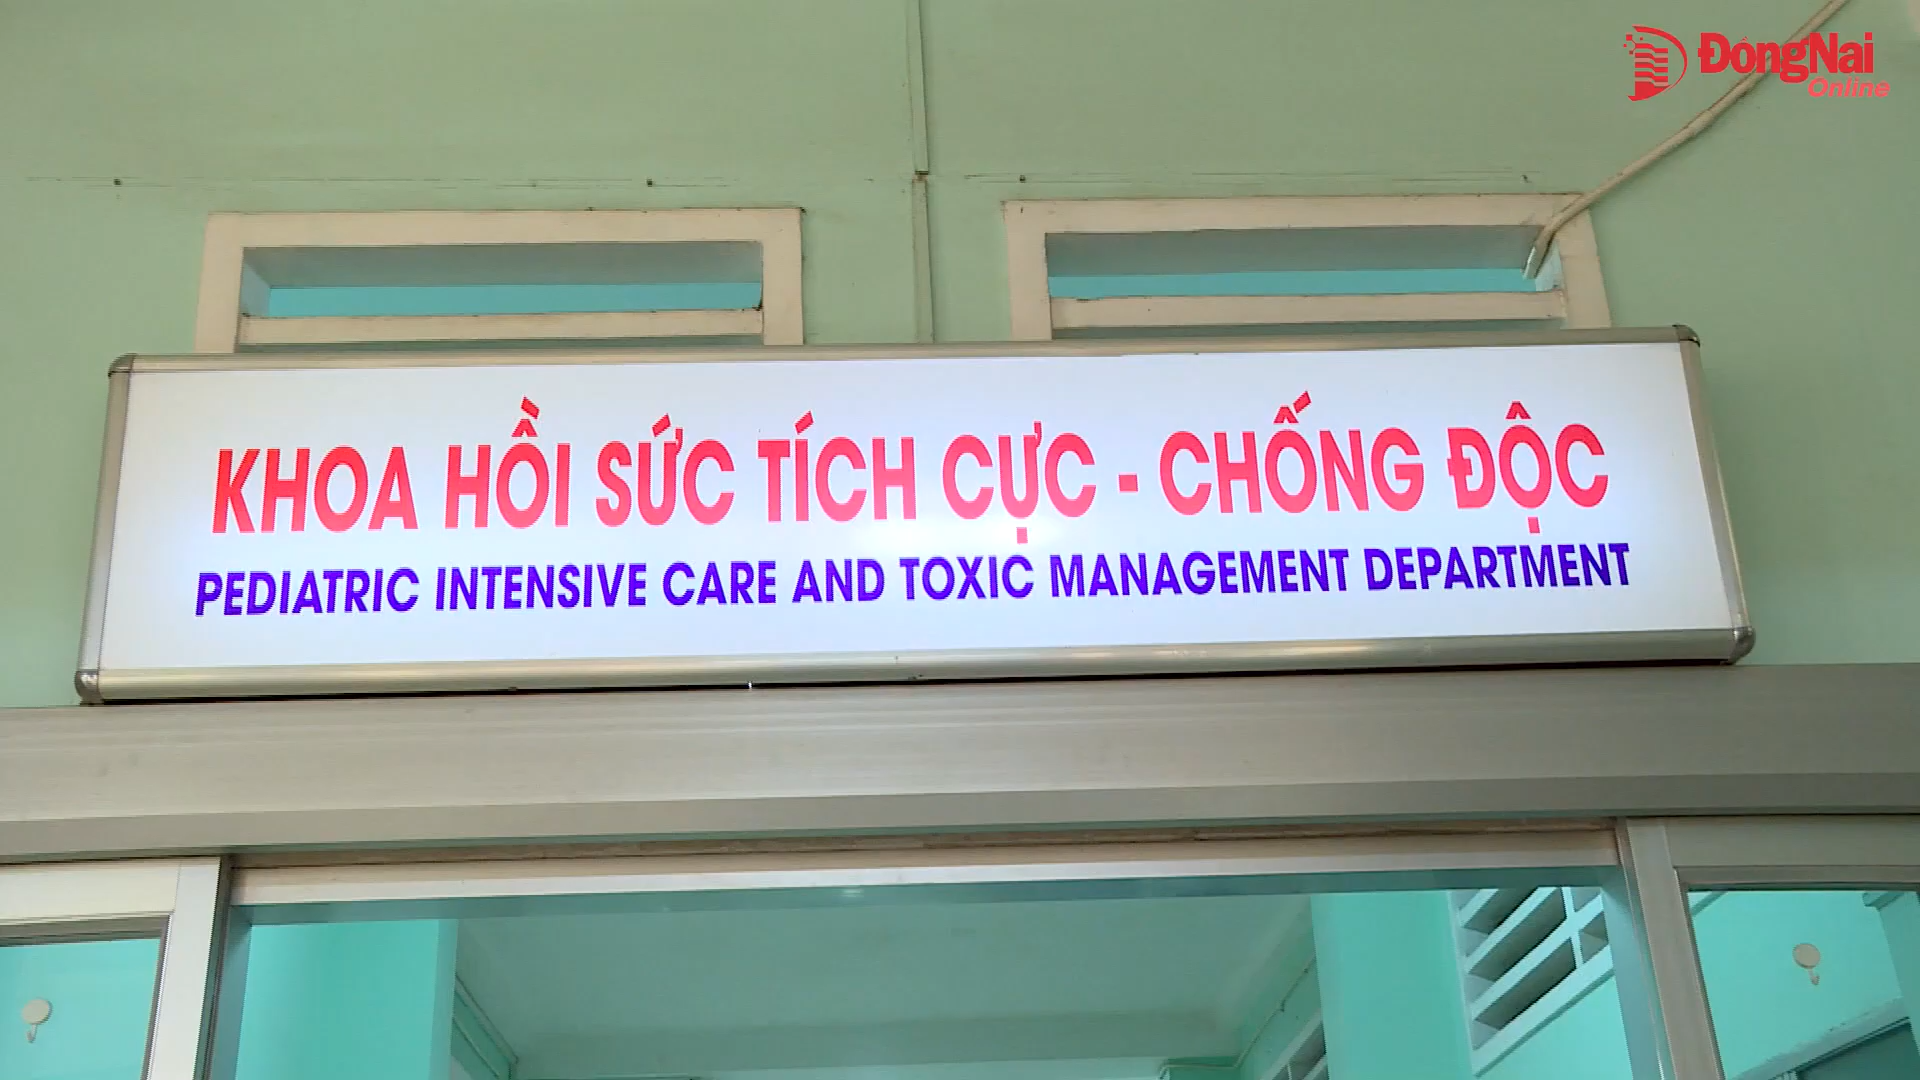 ĐồngNai
Online
KHOA HỒI SỨC TÍCH CỰC - CHỐNG ĐỘC
PEDIATRIC INTENSIVE CARE AND TOXIC MANAGEMENT DEPARTMENT